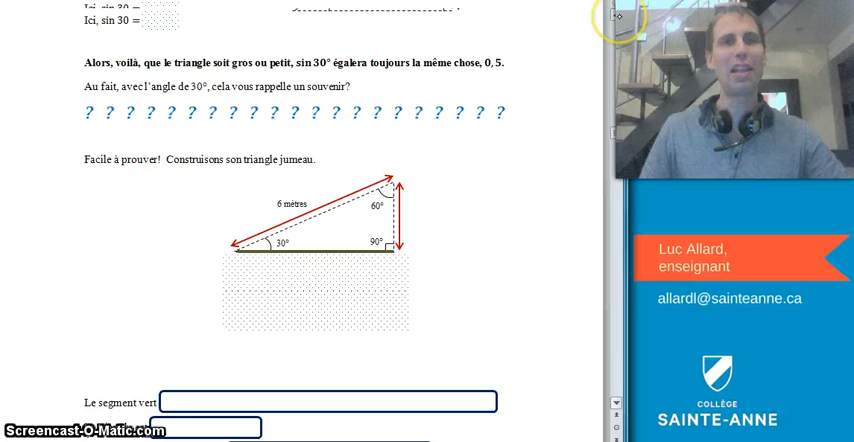 Ici, sin 30 =
Ici, sin 30 =
Alors, voilà, que le triangle soit gros ou petit, sin 30° égalera toujours la même chose, 0,5.
Au fait, avec l'angle de 30°, cela vous rappelle un souvenir?
? ? ? ? ? ? ? ? ? ? ? ? ? ? ? ? ? ? ? ? ?
Facile à prouver! Construisons son triangle jumeau.
6 mètres
60°
30°
90°
Le segment vert
Screencast-O-Matic.com
Luc Allard,
enseignant
allardl@sainteanne.ca
COLLÈGE
SAINTE-ANNE